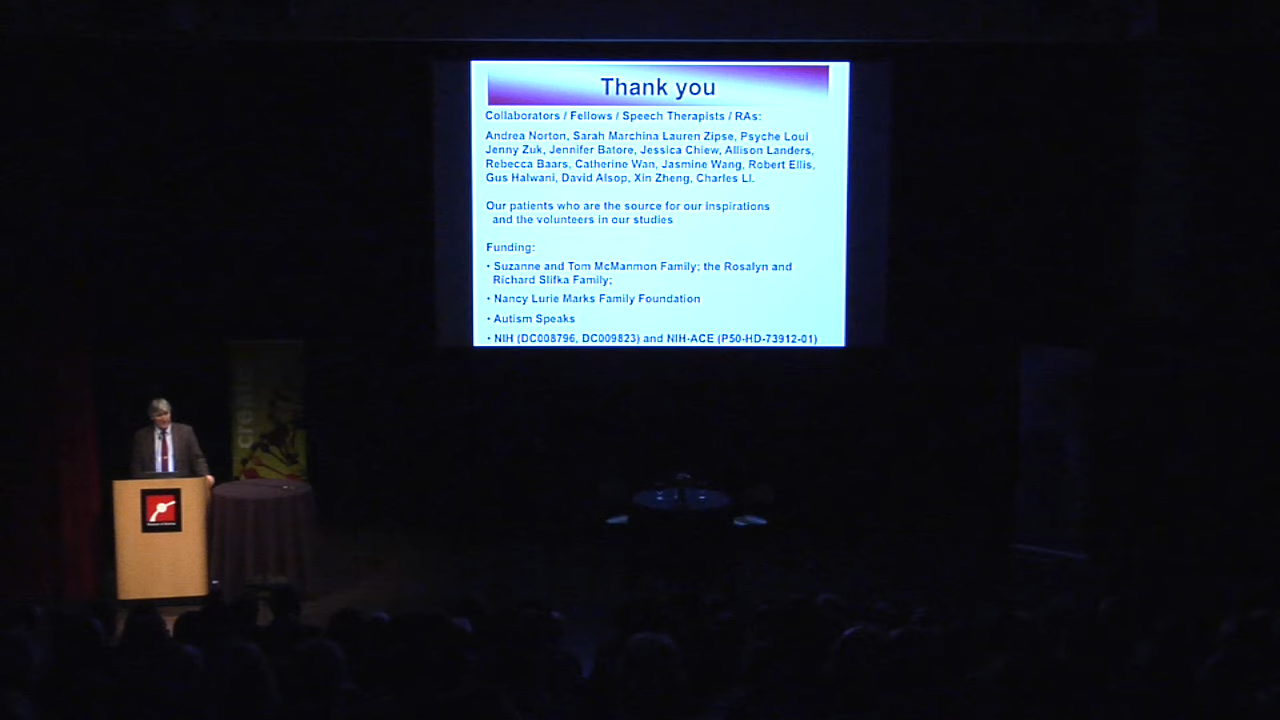 Thank you
Collaborators / Fellows / Speech Therapists / RAs:
Andrea Norton, Sarah Marchina Lauren Zipse, Psyche Loui
Jenny Zuk, Jennifer Batore, Jessica Chiew, Allison Landers,
Rebecca Baars, Catherine Wan, Jasmine Wang, Robert Ellis,
Gus Halwani, David Alsop, Xin Zheng, Charles LI.
Our patients who are the source for our inspirations
and the volunteers in our studies
Funding:
• Suzanne and Tom McManmon Family; the Rosalyn and
Richard Slifka Family;
• Nancy Lurie Marks Family Foundation
• Autism Speaks
• NIH (DC008796, DC009823) and NIH-ACE (P50-HD-73912-01)
Museum of Science